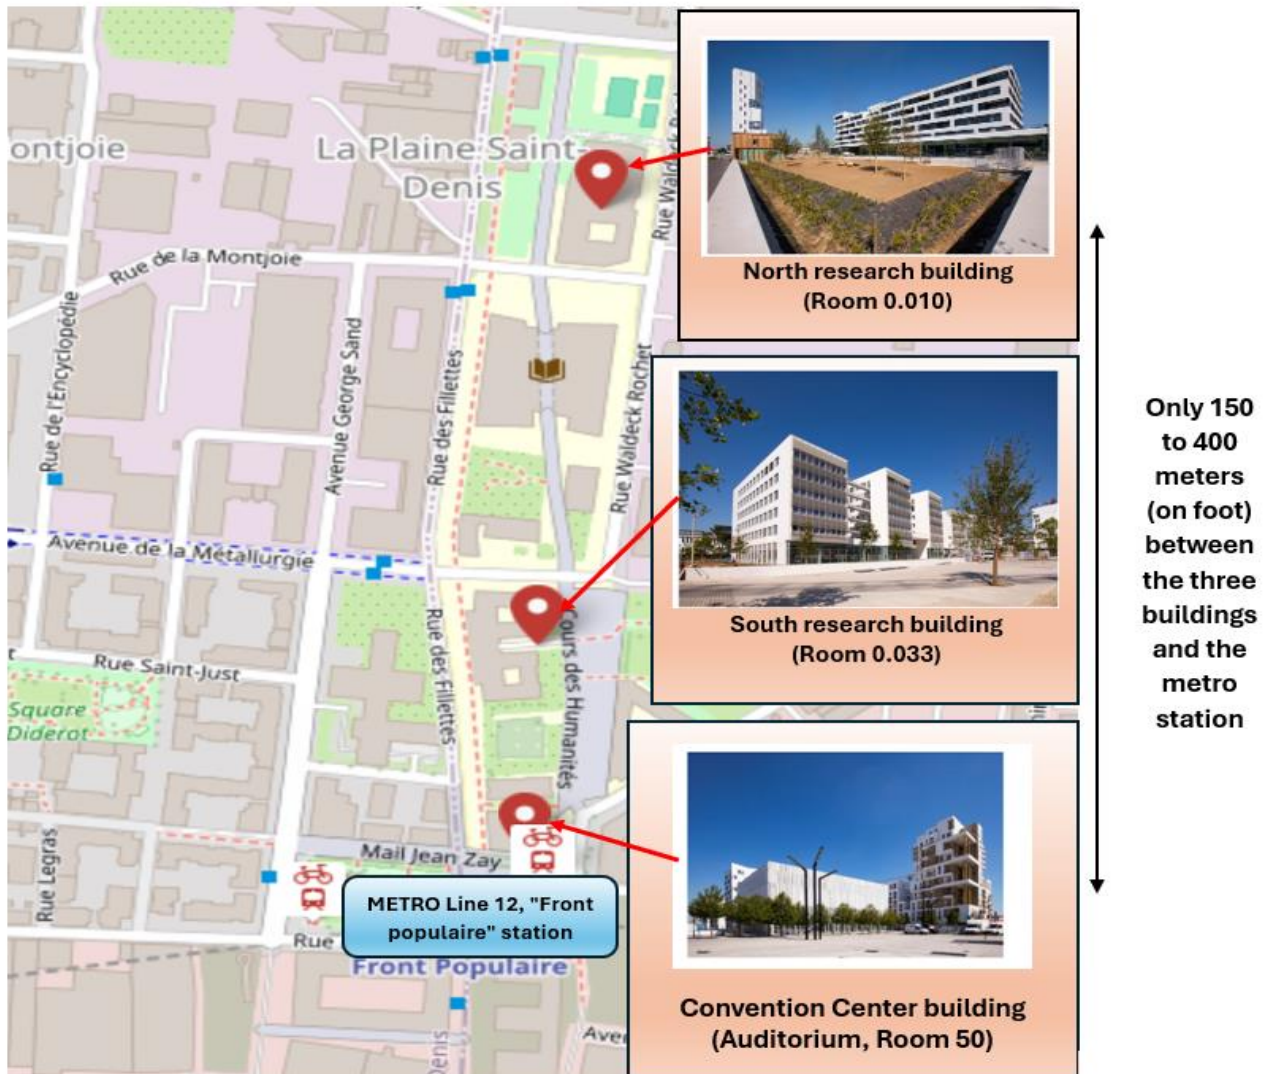 ontjoie
La Plaine Saint-
Denis
Rue de la Montjoie
Rue de l'Encyclopédie
Avenue George Sand
Rue des Fillettes
Rue Waldeck Rochet
Avenue de la Métallurgie
Rue Saint-Just
Square
Diderot
Rue des Fillettes
Cours des Humanités
Rue Legras
Mail Jean Zay
METRO Line 12, "Front
populaire" station
Rue
Front Populaire
Denis
North research building
(Room 0.010)
South research building
(Room 0.033)
Convention Center building
(Auditorium, Room 50)
Only 150
to 400
meters
(on foot)
between
the three
buildings
and the
metro
station